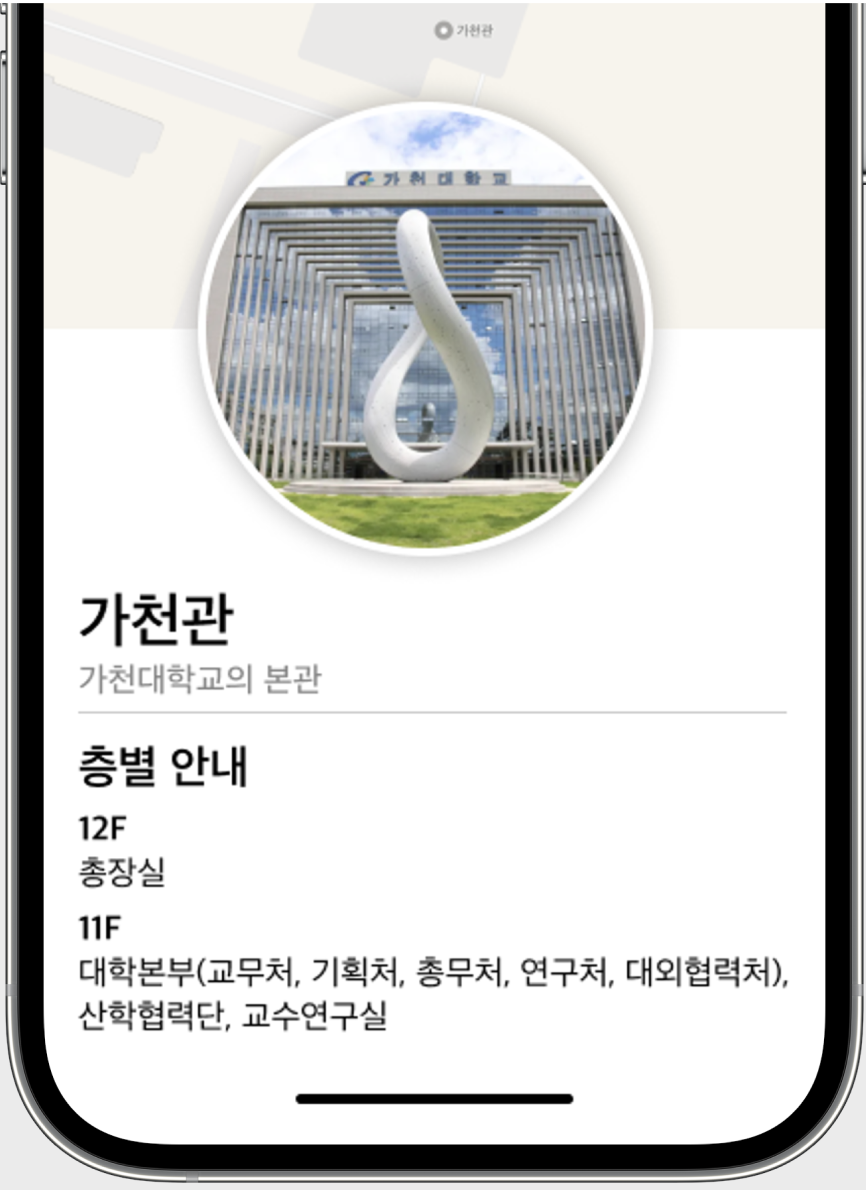 가천관
가천대학교
가천관
가천대학교의 본관
층별 안내
12F
총장실
11F
대학본부(교무처, 기획처, 총무처, 연구처, 대외협력처),
산학협력단, 교수연구실